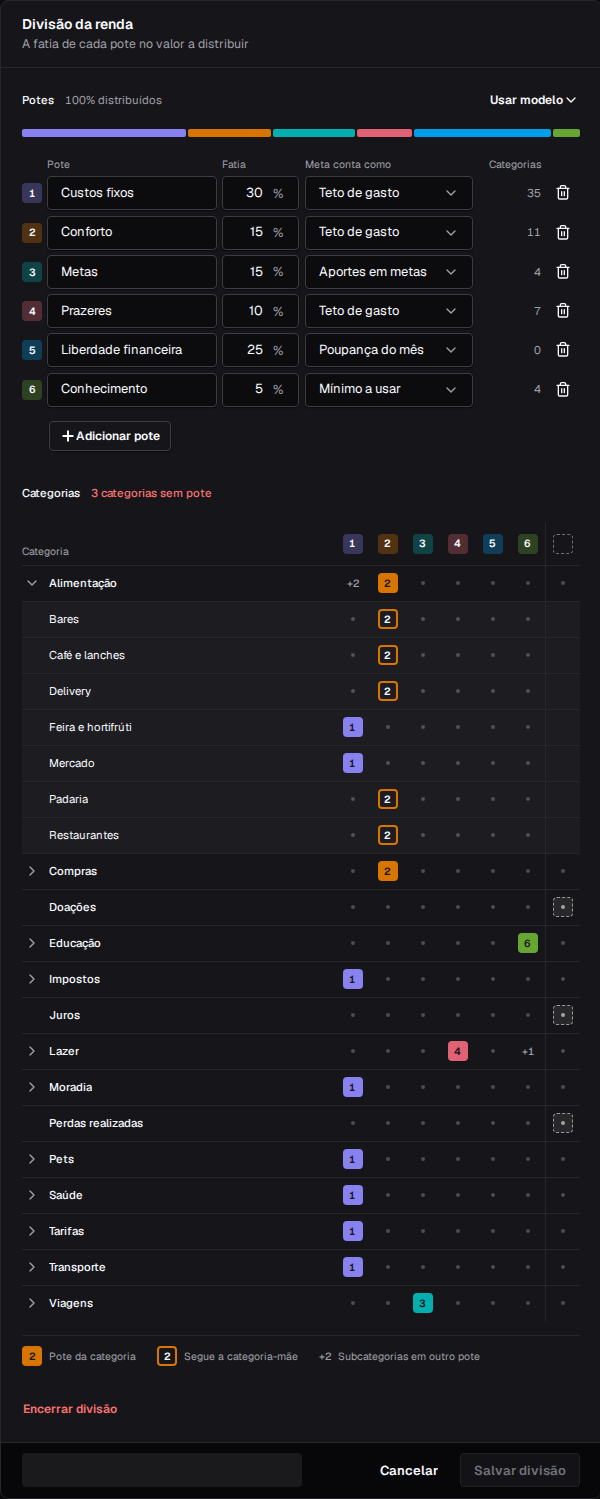 Divisão da renda
A fatia de cada pote no valor a distribuir
Potes 100% distribuídos Usar modelo
Pote Fatia Meta conta como Categorias
1 Custos fixos 30 % Teto de gasto 35
2 Conforto 15 % Teto de gasto 11
3 Metas 15 % Aportes em metas 4
4 Prazeres 10 % Teto de gasto 7
5 Liberdade financeira 25 % Poupança do mês 0
6 Conhecimento 5 % Mínimo a usar 4
Adicionar pote
Categorias 3 categorias sem pote
Categoria 1 2 3 4 5 6
Alimentação +2 2
Bares 2
Café e lanches 2
Delivery 2
Feira e hortifrúti 1
Mercado 1
Padaria 2
Restaurantes 2
Compras 2
Doações
Educação 6
Impostos 1
Juros
Lazer 4 +1
Moradia 1
Perdas realizadas
Pets 1
Saúde 1
Tarifas 1
Transporte 1
Viagens 3
2 Pote da categoria 2 Segue a categoria-mãe +2 Subcategorias em outro pote
Encerrar divisão
Cancelar Salvar divisão